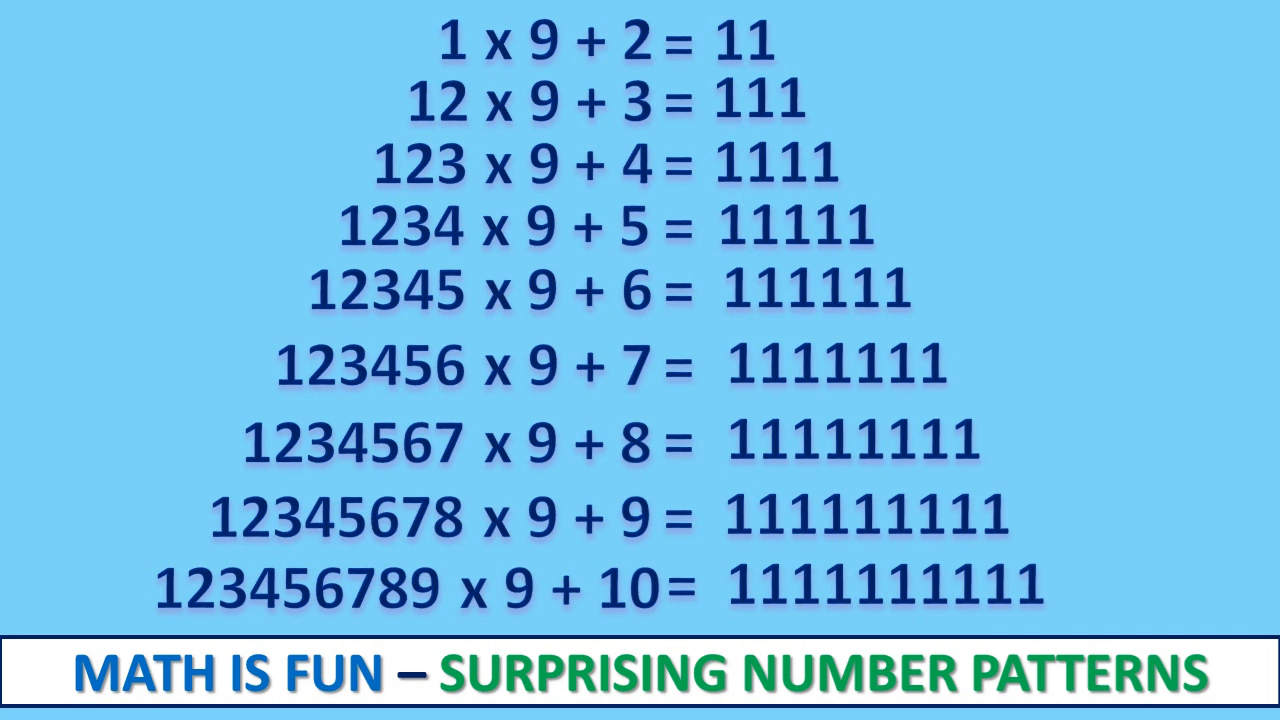 1 x 9 + 2 = 11
12 x 9 + 3 = 111
123 x 9 + 4 = 1111
1234 x 9 + 5 = 11111
12345 x 9 + 6 = 111111
123456 x 9 + 7 = 1111111
1234567 x 9 + 8 = 11111111
12345678 x 9 + 9 = 111111111
123456789 x 9 + 10 = 1111111111
MATH IS FUN – SURPRISING NUMBER PATTERNS